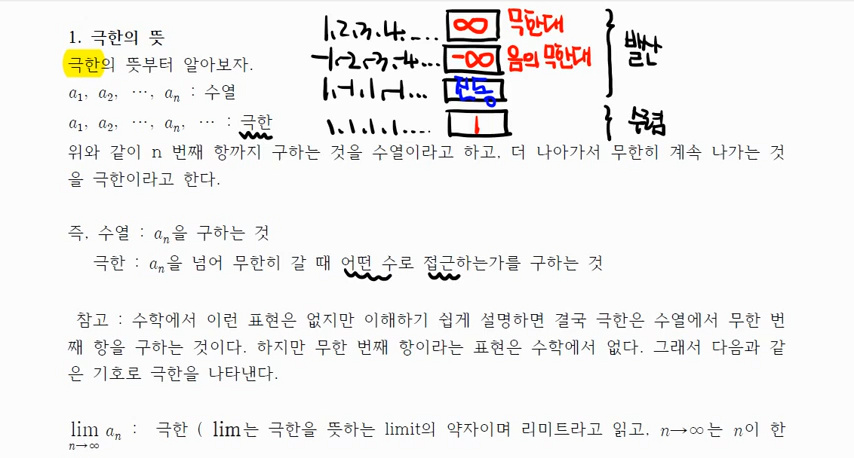 1. 극한의 뜻
극한의 뜻부터 알아보자.
a₁, a₂, ⋯, aₙ : 수열
a₁, a₂, ⋯, aₙ, ⋯ : 극한
1, 2, 3, 4, .... ∞ 무한대
-1, -2, -3, -4 ... -∞ 음의 무한대
1, -1, 1, -1 ... 진동
발산
1, 1, 1, 1, .... 1
수렴
위와 같이 n 번째 항까지 구하는 것을 수열이라고 하고, 더 나아가서 무한히 계속 나가는 것
을 극한이라고 한다.
즉, 수열 : aₙ을 구하는 것
극한 : aₙ을 넘어 무한히 갈 때 어떤 수로 접근하는가를 구하는 것
참고 : 수학에서 이런 표현은 없지만 이해하기 쉽게 설명하면 결국 극한은 수열에서 무한 번
째 항을 구하는 것이다. 하지만 무한 번째 항이라는 표현은 수학에서 없다. 그래서 다음과 같
은 기호로 극한을 나타낸다.
lim n→∞ aₙ : 극한 ( lim는 극한을 뜻하는 limit의 약자이며 리미트라고 읽고, n→∞는 n이 한